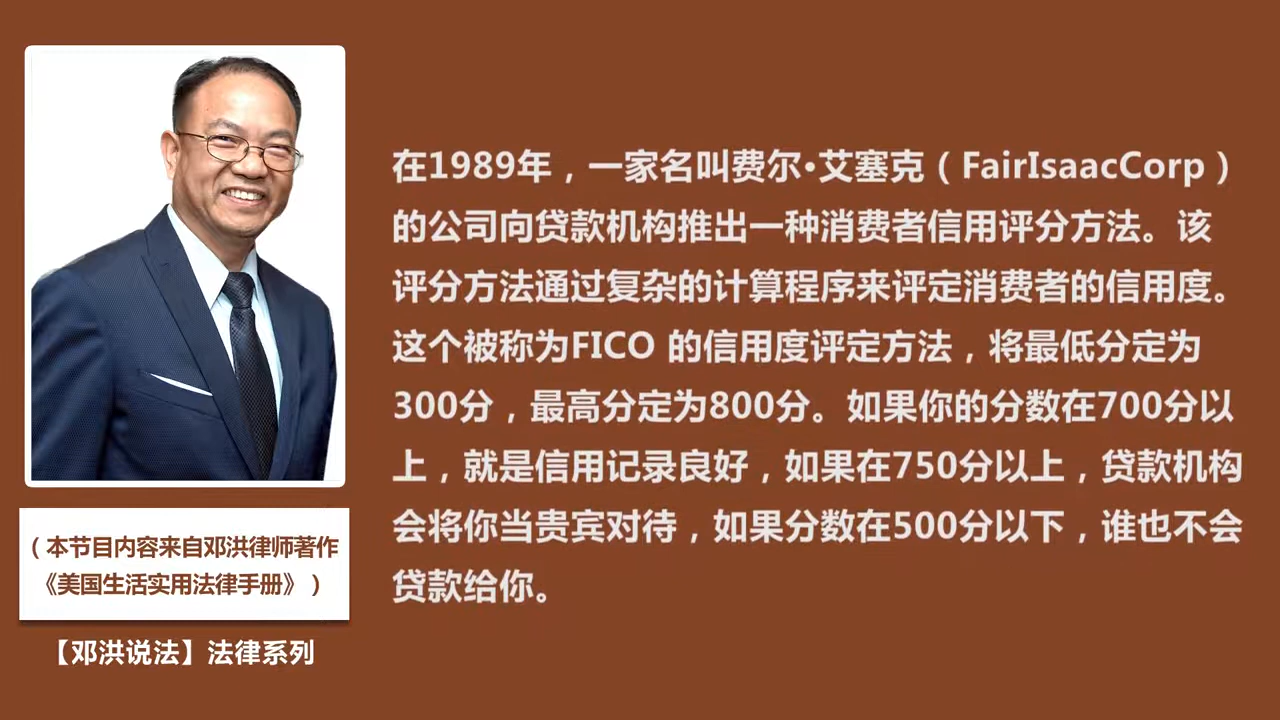 在1989年，一家名叫费尔·艾塞克（FairIsaacCorp）
的公司向贷款机构推出一种消费者信用评分方法。该
评分方法通过复杂的计算程序来评定消费者的信用度。
这个被称为FICO 的信用度评定方法，将最低分定为
300分，最高分定为800分。如果你的分数在700分以
上，就是信用记录良好，如果在750分以上，贷款机构
会将你当贵宾对待，如果分数在500分以下，谁也不会
贷款给你。
（本节目内容来自邓洪律师著作
《美国生活实用法律手册》）
【邓洪说法】法律系列